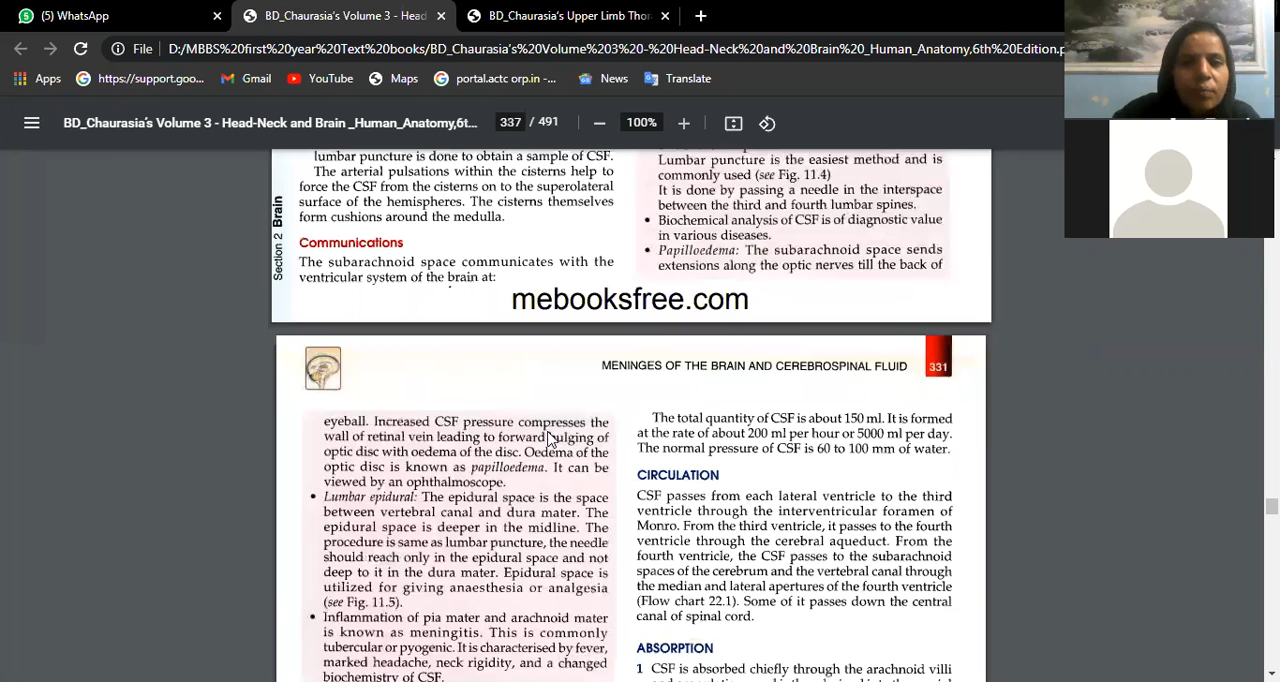 (5) WhatsApp
BD_Chaurasia's Volume 3 - Head
BD_Chaurasia's Upper Limb Thor
File
D:/MBBS%20first%20year%20Text%20books/BD_Chaurasia's%20Volume%203%20-%20Head-Neck%20and%20Brain%20_Human_Anatomy,6th%20Edition.p
Apps
https://support.goo...
Gmail
YouTube
Maps
portal.actc orp.in -...
News
Translate
BD_Chaurasia's Volume 3 - Head-Neck and Brain _Human_Anatomy,6t...
337 / 491
100%
Section 2 Brain
lumbar puncture is done to obtain a sample of CSF.
The arterial pulsations within the cisterns help to
force the CSF from the cisterns on to the superolateral
surface of the hemispheres. The cisterns themselves
form cushions around the medulla.
Communications
The subarachnoid space communicates with the
ventricular system of the brain at:
Lumbar puncture is the easiest method and is
commonly used (see Fig. 11.4)
It is done by passing a needle in the interspace
between the third and fourth lumbar spines.
• Biochemical analysis of CSF is of diagnostic value
in various diseases.
• Papilloedema: The subarachnoid space sends
extensions along the optic nerves till the back of
mebooksfree.com
MENINGES OF THE BRAIN AND CEREBROSPINAL FLUID
331
eyeball. Increased CSF pressure compresses the
wall of retinal vein leading to forward bulging of
optic disc with oedema of the disc. Oedema of the
optic disc is known as papilloedema. It can be
viewed by an ophthalmoscope.
• Lumbar epidural: The epidural space is the space
between vertebral canal and dura mater. The
epidural space is deeper in the midline. The
procedure is same as lumbar puncture, the needle
should reach only in the epidural space and not
deep to it in the dura mater. Epidural space is
utilized for giving anaesthesia or analgesia
(see Fig. 11.5).
• Inflammation of pia mater and arachnoid mater
is known as meningitis. This is commonly
tubercular or pyogenic. It is characterised by fever,
marked headache, neck rigidity, and a changed
biochemistry of CSF.
The total quantity of CSF is about 150 ml. It is formed
at the rate of about 200 ml per hour or 5000 ml per day.
The normal pressure of CSF is 60 to 100 mm of water.
CIRCULATION
CSF passes from each lateral ventricle to the third
ventricle through the interventricular foramen of
Monro. From the third ventricle, it passes to the fourth
ventricle through the cerebral aqueduct. From the
fourth ventricle, the CSF passes to the subarachnoid
spaces of the cerebrum and the vertebral canal through
the median and lateral apertures of the fourth ventricle
(Flow chart 22.1). Some of it passes down the central
canal of spinal cord.
ABSORPTION
1 CSF is absorbed chiefly through the arachnoid villi